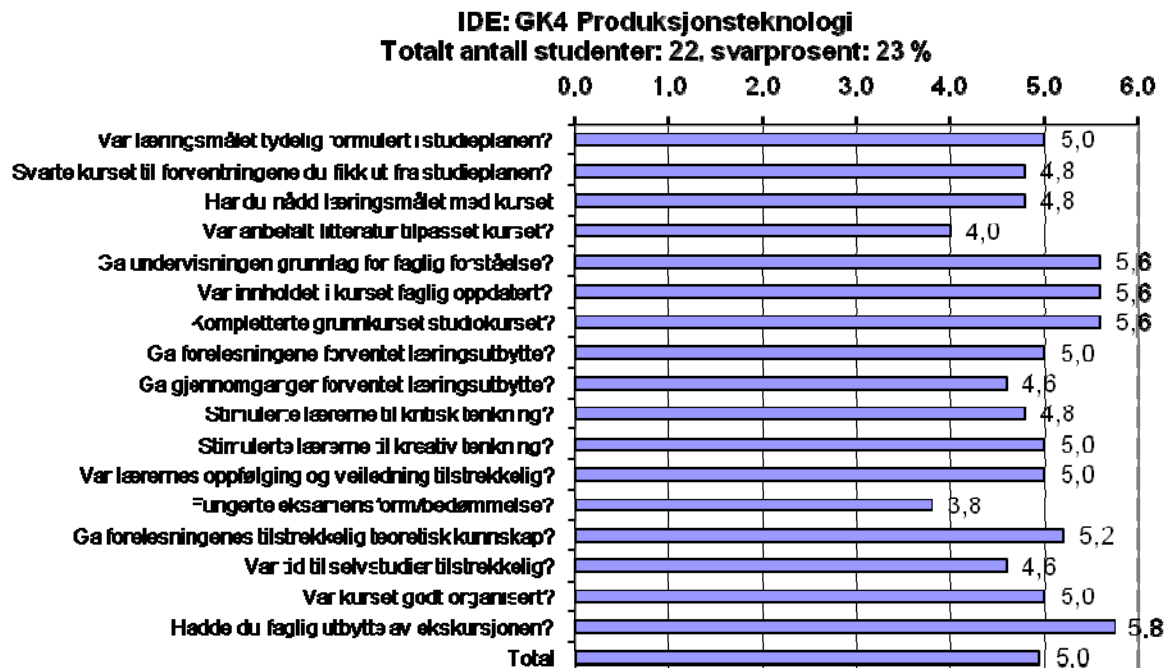 IDE: GK4 Produksjonsteknologi
Totalt antall studenter: 22, svarprosent: 23 %
0,0 1,0 2,0 3,0 4,0 5,0 6,0
Var læringsmålet tydelig formulert i studieplanen? 5,0
Svarte kurset til forventningene du fikk ut fra studieplanen? 4,8
Har du nådd læringsmålet med kurset 4,8
Var anbefalt litteratur tilpasset kurset? 4,0
Ga undervisningen grunnlag for faglig forståelse? 5,6
Var innholdet i kurset faglig oppdatert? 5,6
Kompletterte grunnkurset studiokurset? 5,6
Ga forelesningene forventet læringsutbytte? 5,0
Ga gjennomganger forventet læringsutbytte? 4,6
Stimulerte lærerne til kritisk tenkning? 4,8
Stimulerte lærerne til kreativ tenkning? 5,0
Var lærernes oppfølging og veiledning tilstrekkelig? 5,0
Fungerte eksamensform/bedømmelse? 3,8
Ga forelesningenes tilstrekkelig teoretisk kunnskap? 5,2
Var tid til selvstudier tilstrekkelig? 4,6
Var kurset godt organisert? 5,0
Hadde du faglig utbytte av ekskursjonen? 5,8
Total 5,0